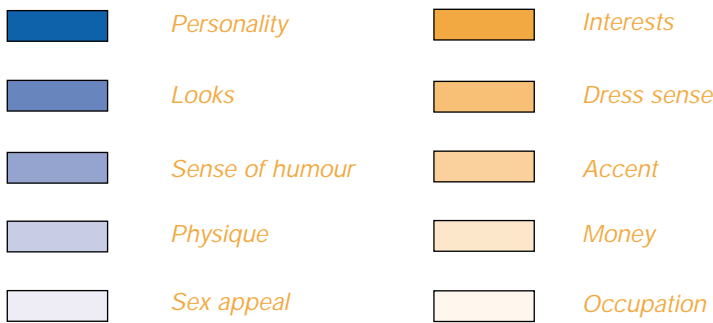 Personality
Interests
Looks
Dress sense
Sense of humour
Accent
Physique
Money
Sex appeal
Occupation